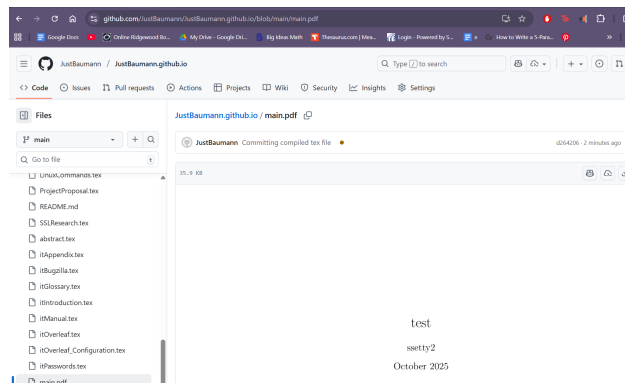 github.com/JustBaumann/JustBaumann.github.io/blob/main/main.pdf
Google Docs
Online Ridgewood Bo...
My Drive - Google Dri...
Big Ideas Math
Thesaurus.com | Mea...
Login - Powered by S...
How to Write a 5-Para...
»
JustBaumann / JustBaumann.github.io
Type / to search
<> Code
Issues
Pull requests
Actions
Projects
Wiki
Security
Insights
Settings
Files
JustBaumann.github.io / main.pdf
main
JustBaumann Committing compiled tex file
d264206 · 2 minutes ago
Go to file
t
35.9 KB
LinuxCommands.tex
ProjectProposal.tex
README.md
SSLResearch.tex
abstract.tex
itAppendix.tex
itBugzilla.tex
itGlossary.tex
itIntroduction.tex
itManual.tex
itOverleaf.tex
itOverleaf_Configuration.tex
itPasswords.tex
main.pdf
test
ssetty2
October 2025